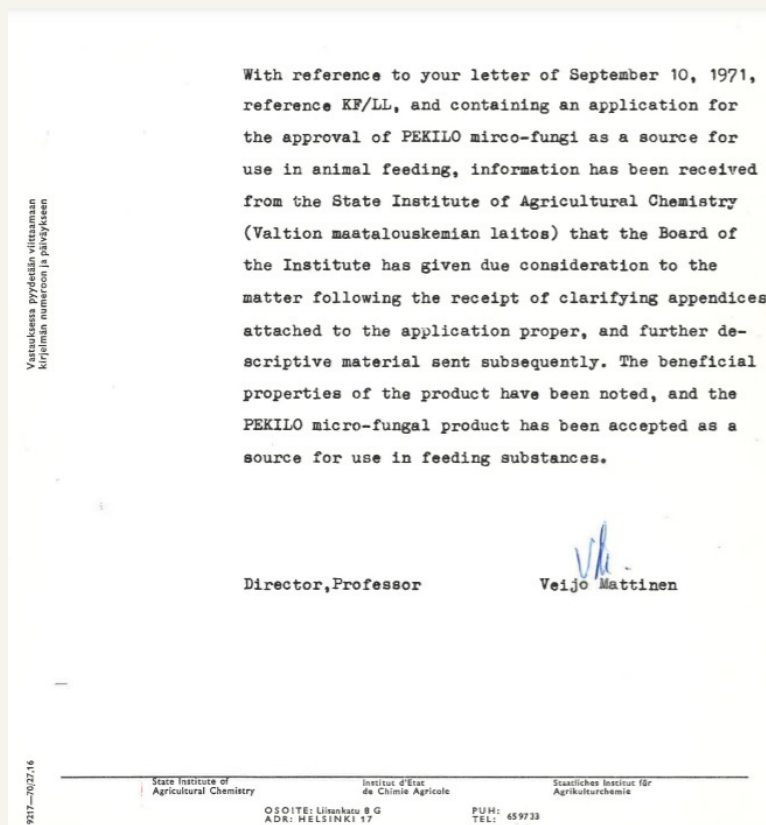 With reference to your letter of September 10, 1971,
reference KF/LL, and containing an application for
the approval of PEKILO mirco-fungi as a source for
use in animal feeding, information has been received
from the State Institute of Agricultural Chemistry
(Valtion maatalouskemian laitos) that the Board of
the Institute has given due consideration to the
matter following the receipt of clarifying appendices
attached to the application proper, and further de-
scriptive material sent subsequently. The beneficial
properties of the product have been noted, and the
PEKILO micro-fungal product has been accepted as a
source for use in feeding substances.
Vastauksessa pyydetään viittaamaan
kirjelmän numeroon ja päiväykseen
Director,Professor Veijo Mattinen
9217—70/27,16
State Institute of Institut d'Etat Staatliches Institut für
Agricultural Chemistry de Chimie Agricole Agrikulturchemie
OSOITE: Liisankatu 8 G PUH:
ADR: HELSINKI 17 TEL: 659733